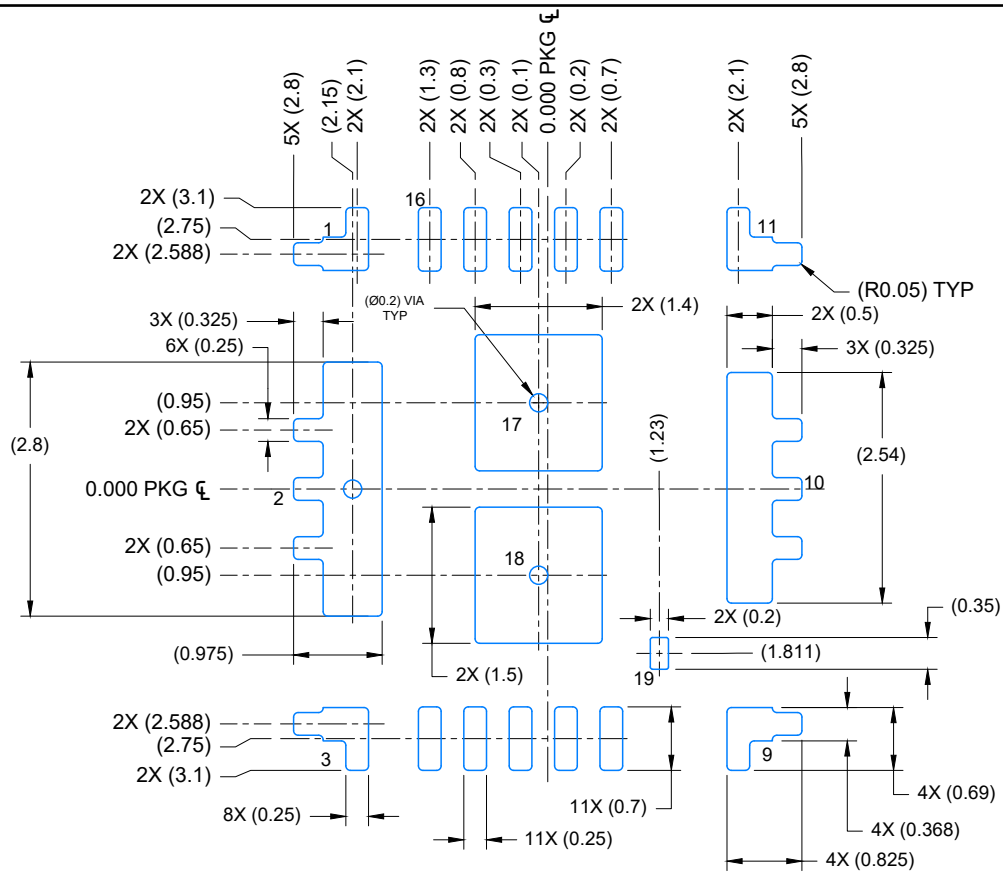 5X (2.8)
(2.15)
2X (2.1)
2X (1.3)
2X (0.8)
2X (0.3)
2X (0.1)
0.000 PKG ℄
2X (0.2)
2X (0.7)
2X (2.1)
5X (2.8)
2X (3.1)
16
1
11
(2.75)
2X (2.588)
(R0.05) TYP
(Ø0.2) VIA
TYP
2X (1.4)
2X (0.5)
3X (0.325)
3X (0.325)
6X (0.25)
(0.95)
2X (0.65)
17
(2.8)
(1.23)
(2.54)
0.000 PKG ℄
2
10
2X (0.65)
18
(0.95)
2X (0.2)
(0.35)
(0.975)
2X (1.5)
(1.811)
19
2X (2.588)
(2.75)
2X (3.1)
3
9
8X (0.25)
11X (0.25)
11X (0.7)
4X (0.69)
4X (0.368)
4X (0.825)